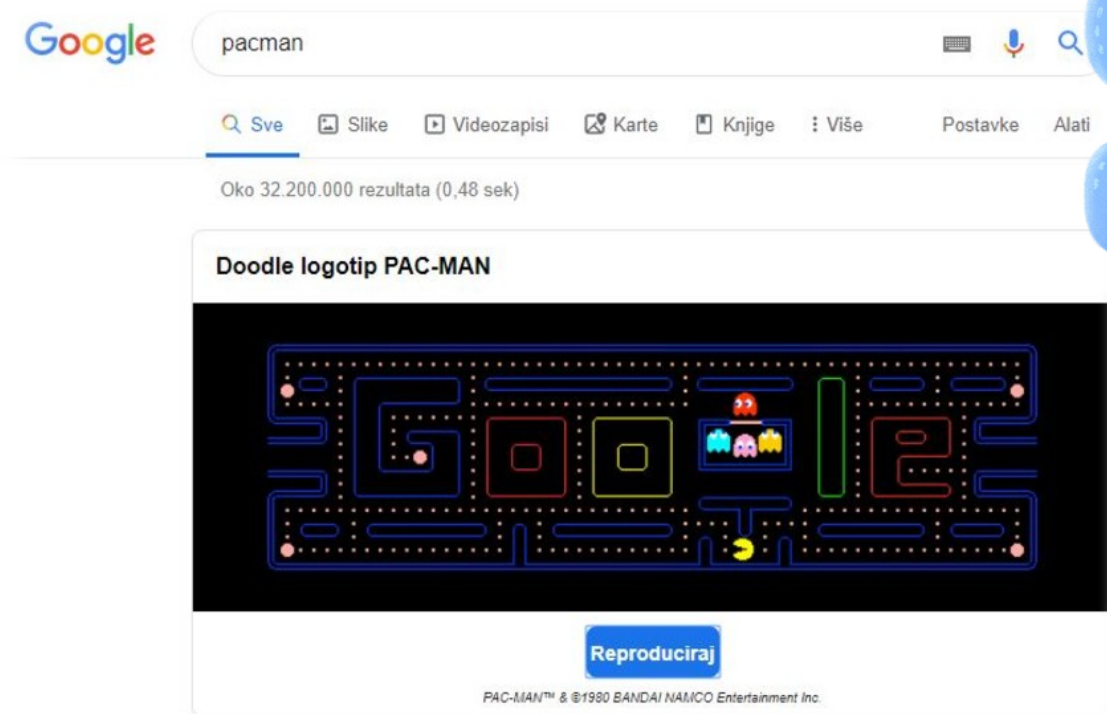 Google pacman
Sve Slike Videozapisi Karte Knjige Više Postavke Alati
Oko 32.200.000 rezultata (0,48 sek)
Doodle logotip PAC-MAN
Reproduciraj
PAC-MAN™ & ©1980 BANDAI NAMCO Entertainment Inc.